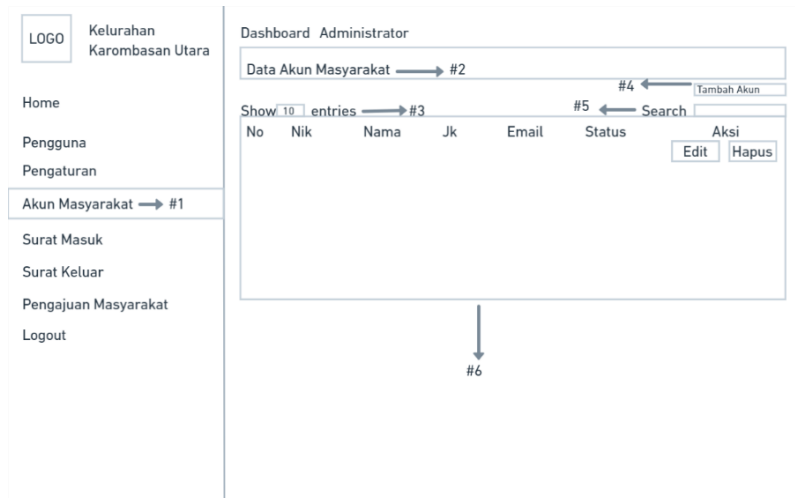 LOGO
Kelurahan
Karombasan Utara
Home
Pengguna
Pengaturan
Akun Masyarakat #1
Surat Masuk
Surat Keluar
Pengajuan Masyarakat
Logout
Dashboard Administrator
Data Akun Masyarakat #2
#4 Tambah Akun
Show 10 entries #3 #5 Search
No Nik Nama Jk Email Status Aksi
Edit Hapus
#6